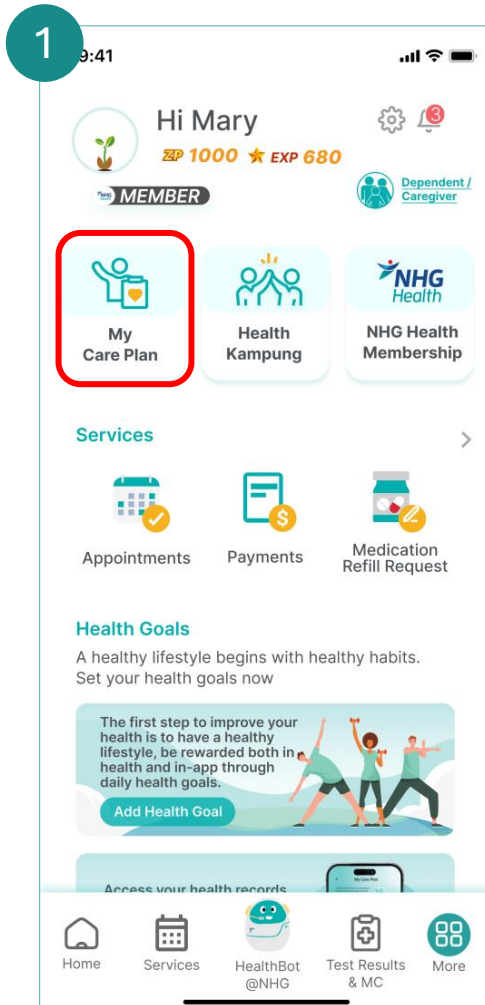 1
9:41
Hi Mary
3
ZP 1000 EXP 680
MEMBER
Dependent /
Caregiver
My
Care Plan
Health
Kampung
NHG
Health
NHG Health
Membership
Services
Appointments
Payments
Medication
Refill Request
Health Goals
A healthy lifestyle begins with healthy habits.
Set your health goals now
The first step to improve your
health is to have a healthy
lifestyle, be rewarded both in
health and in-app through
daily health goals.
Add Health Goal
Access your health records
My Care Plan
Home
Services
HealthBot
@NHG
Test Results
& MC
More